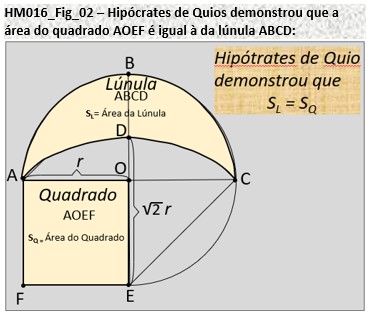 HM016_Fig_02 – Hipócrates de Quios demonstrou que a
área do quadrado AOEF é igual à da lúnula ABCD:
Hipótrates de Quio
demonstrou que
S_L = S_Q
B
Lúnula
ABCD
S_L= Área da Lúnula
D
r
A
O
C
Quadrado
AOEF
S_Q = Área do Quadrado
√2 r
F
E